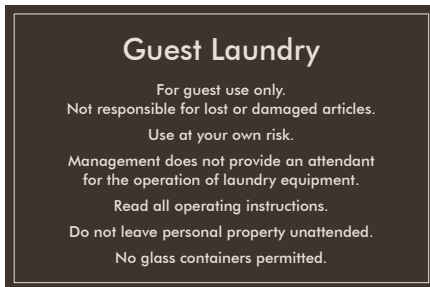 Guest Laundry
For guest use only.
Not responsible for lost or damaged articles.
Use at your own risk.
Management does not provide an attendant
for the operation of laundry equipment.
Read all operating instructions.
Do not leave personal property unattended.
No glass containers permitted.